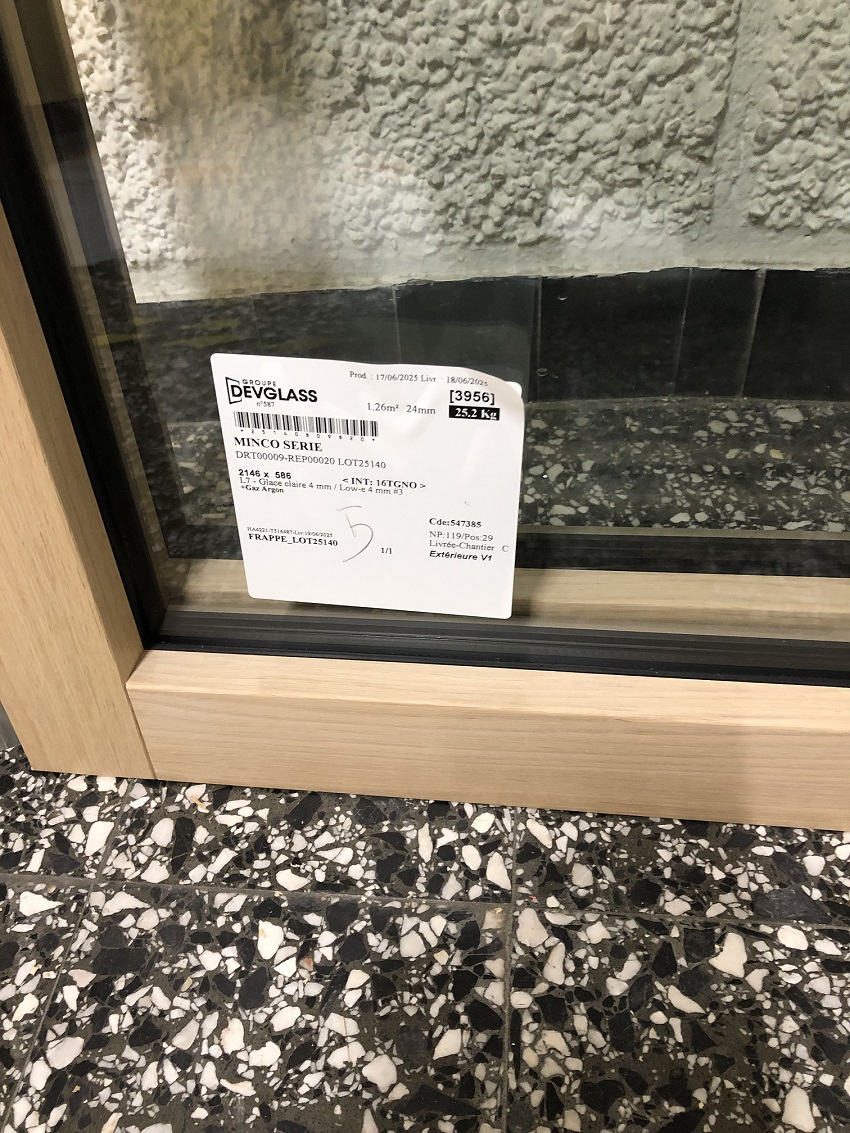 Prod. : 17/06/2025 Livr. : 18/06/2025
GROUPE
DEVGLASS
n°587
1.26m² 24mm
[3956]
25.2 Kg
MINCO SERIE
DRT00009-REP00020 LOT25140
2146 x 586 < INT: 16TGNO >
L7 - Glace claire 4 mm / Low-e 4 mm #3
+Gaz Argon
FRAPPE_LOT25140
5
1/1
Cde:547385
NP:119/Pos:29
Livrée-Chantier C
Extérieure V1